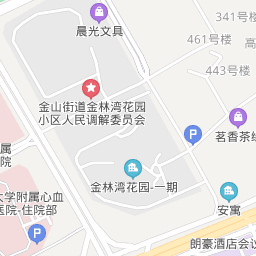 晨光文具
341号楼
461号楼
443号楼
金山街道金林湾花园
小区人民调解委员会
茗香茶
属
院
金林湾花园-一期
大学附属心血
医院-住院部
安寓
朗豪酒店会议
P
P